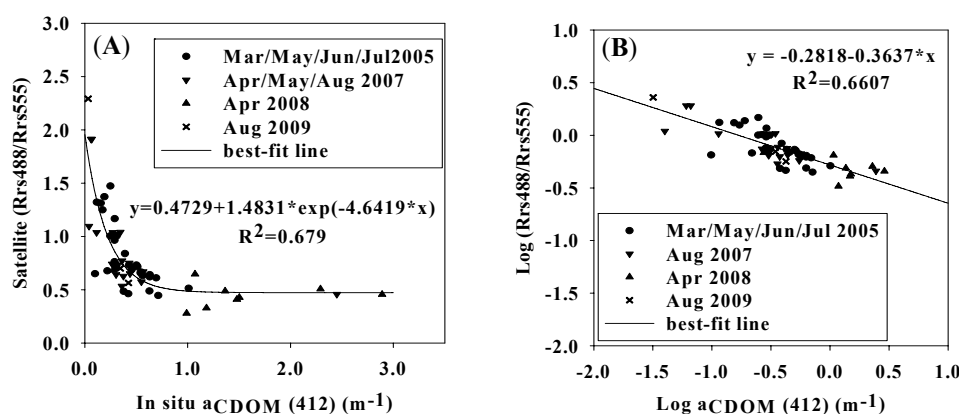 (A)
Mar/May/Jun/Jul2005
Apr/May/Aug 2007
Apr 2008
Aug 2009
best-fit line
y=0.4729+1.4831*exp(-4.6419*x)
R²=0.679
Satellite (Rrs488/Rrs555)
3.0
2.5
2.0
1.5
1.0
0.5
0.0
0.0
1.0
2.0
3.0
In situ aCDOM (412) (m⁻¹)
(B)
y = -0.2818-0.3637*x
R²=0.6607
Mar/May/Jun/Jul 2005
Aug 2007
Apr 2008
Aug 2009
best-fit line
Log (Rrs488/Rrs555)
1.0
0.5
0.0
-0.5
-1.0
-1.5
-2.0
-2.0
-1.5
-1.0
-0.5
0.0
0.5
1.0
Log aCDOM (412) (m⁻¹)